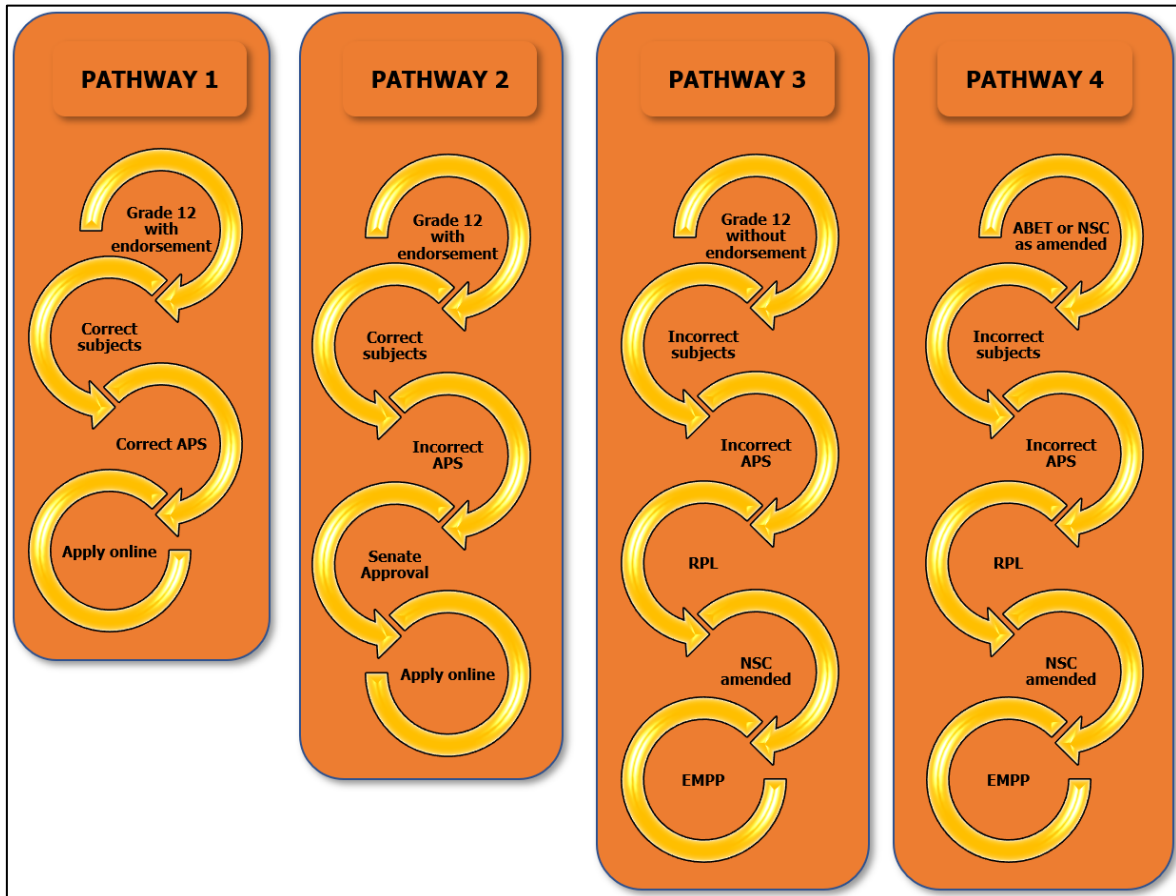 PATHWAY 1
Grade 12
with
endorsement
Correct
subjects
Correct APS
Apply online
PATHWAY 2
Grade 12
with
endorsement
Correct
subjects
Incorrect
APS
Senate
Approval
Apply online
PATHWAY 3
Grade 12
without
endorsement
Incorrect
subjects
Incorrect
APS
RPL
NSC
amended
EMPP
PATHWAY 4
ABET or NSC
as amended
Incorrect
subjects
Incorrect
APS
RPL
NSC
amended
EMPP